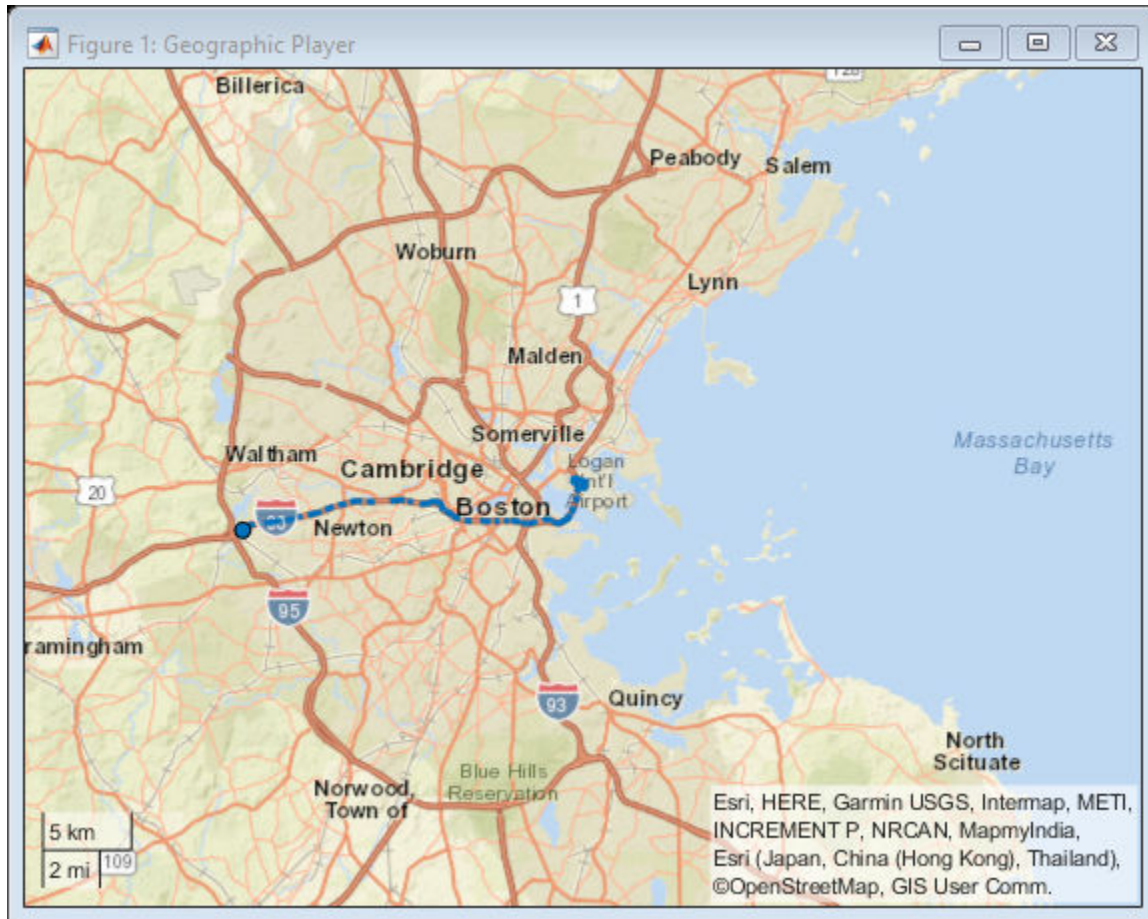 Figure 1: Geographic Player
128
Billerica
Peabody
Salem
Woburn
Lynn
1
Malden
Somerville
Waltham
Cambridge
Logan
Int'l
Airport
Massachusetts
Bay
20
Boston
Newton
95
ramingham
93
Quincy
North
Scituate
Blue Hills
Reservation
Norwood,
Town of
5 km
2 mi
109
Esri, HERE, Garmin USGS, Intermap, METI,
INCREMENT P, NRCAN, MapmyIndia,
Esri (Japan, China (Hong Kong), Thailand),
©OpenStreetMap, GIS User Comm.